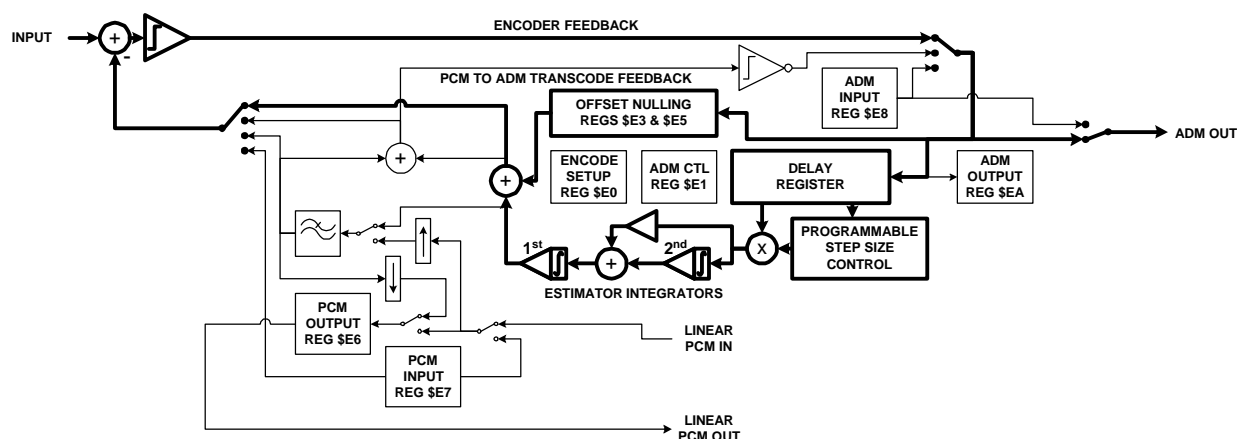 ENCODER FEEDBACK
INPUT
+
-
PCM TO ADM TRANSCODE FEEDBACK
ADM
INPUT
REG $E8
OFFSET NULLING
REGS $E3 & $E5
ADM OUT
+
+
ENCODE
SETUP
REG $E0
ADM CTL
REG $E1
DELAY
REGISTER
ADM
OUTPUT
REG $EA
PROGRAMMABLE
STEP SIZE
CONTROL
1st
+
2nd
X
ESTIMATOR INTEGRATORS
PCM
OUTPUT
REG $E6
LINEAR
PCM IN
PCM
INPUT
REG $E7
LINEAR
PCM OUT